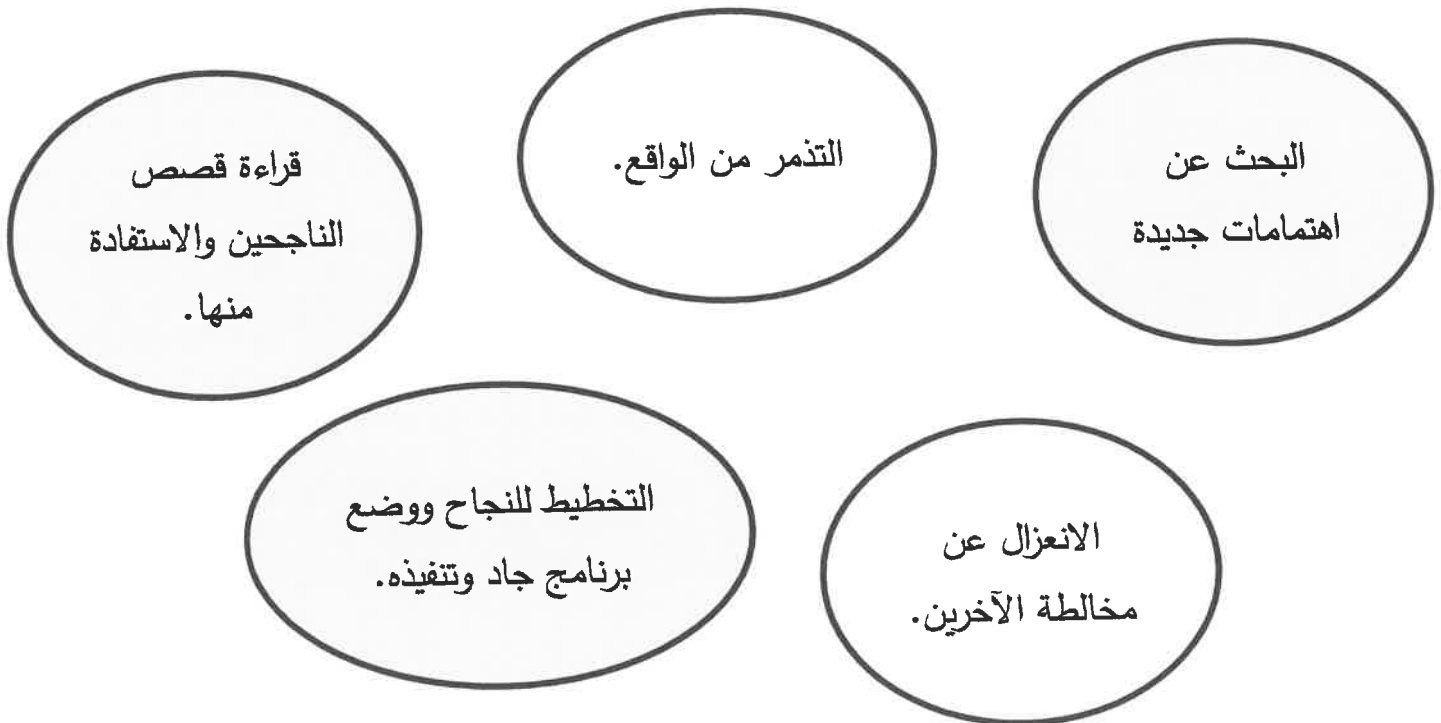 البحث عن
اهتمامات جديدة
التذمر من الواقع.
قراءة قصص
الناجحين والاستفادة
منها.
الانعزال عن
مخالطة الآخرين.
التخطيط للنجاح ووضع
برنامج جاد وتنفيذه.